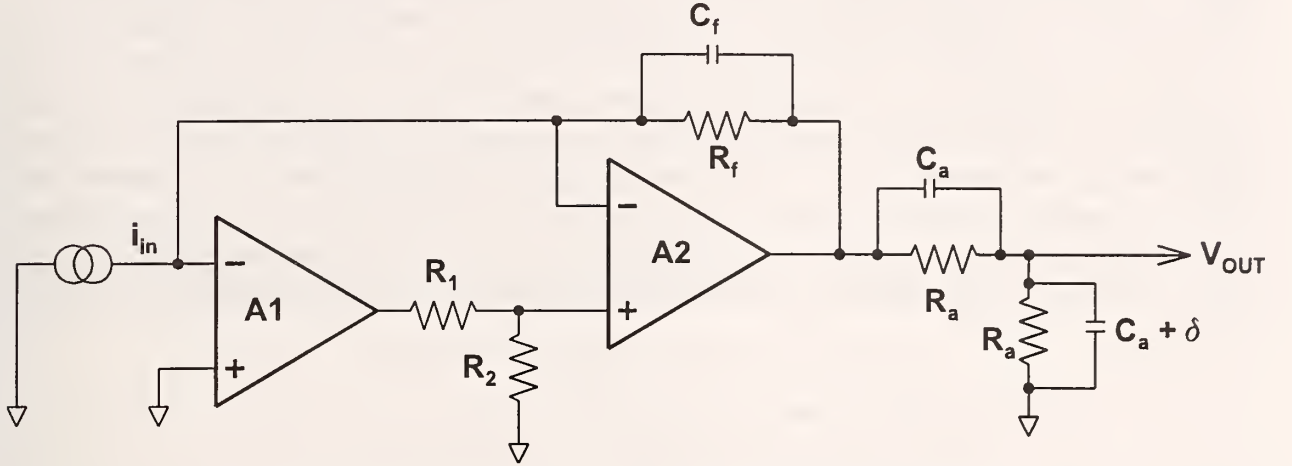 C_f
R_f
C_a
i_in
A1
R_1
R_2
A2
R_a
V_OUT
R_a
C_a + δ